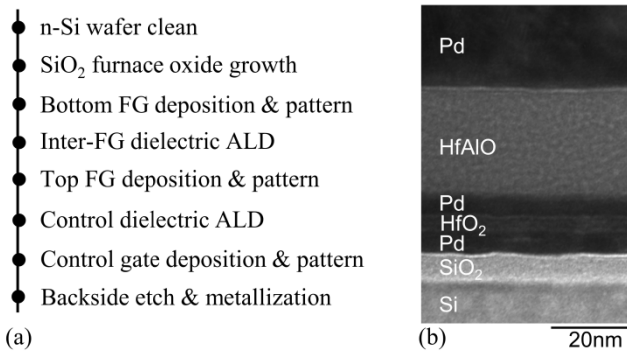 n-Si wafer clean
SiO₂ furnace oxide growth
Bottom FG deposition & pattern
Inter-FG dielectric ALD
Top FG deposition & pattern
Control dielectric ALD
Control gate deposition & pattern
Backside etch & metallization
(a)
Pd
HfAlO
Pd
HfO₂
Pd
SiO₂
Si
(b)
20nm